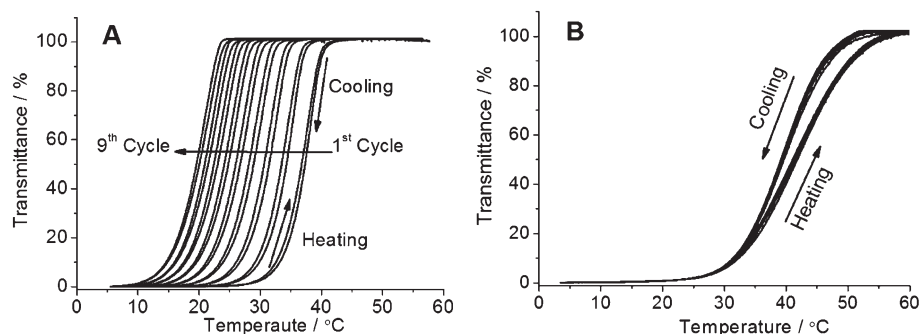 A
Transmittance / %
100
80
60
40
20
0
Cooling
9th Cycle
1st Cycle
Heating
0 10 20 30 40 50 60
Temperaute / °C
B
Transmittance / %
100
80
60
40
20
0
Cooling
Heating
0 10 20 30 40 50 60
Temperature / °C